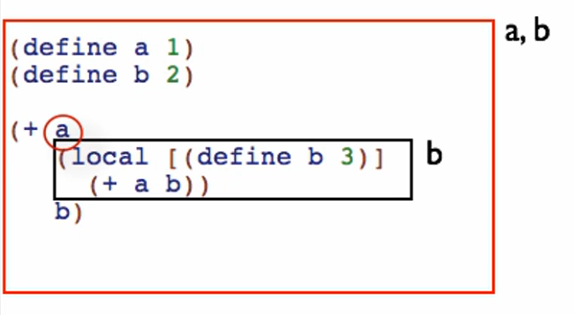 a, b
(define a 1)
(define b 2)
(+ a
(local [(define b 3)]
b
(+ a b))
b)